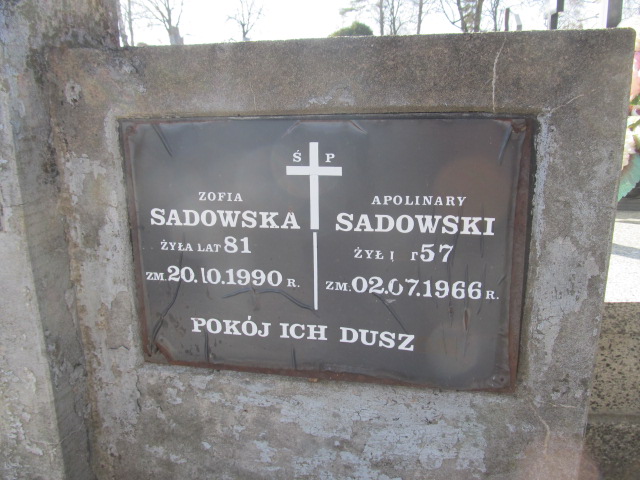 Ś P
ZOFIA
SADOWSKA
ŻYŁA LAT 81
ZM. 20.10.1990 R.
APOLINARY
SADOWSKI
ŻYŁ 57
ZM. 02.07.1966 R.
POKÓJ ICH DUSZ